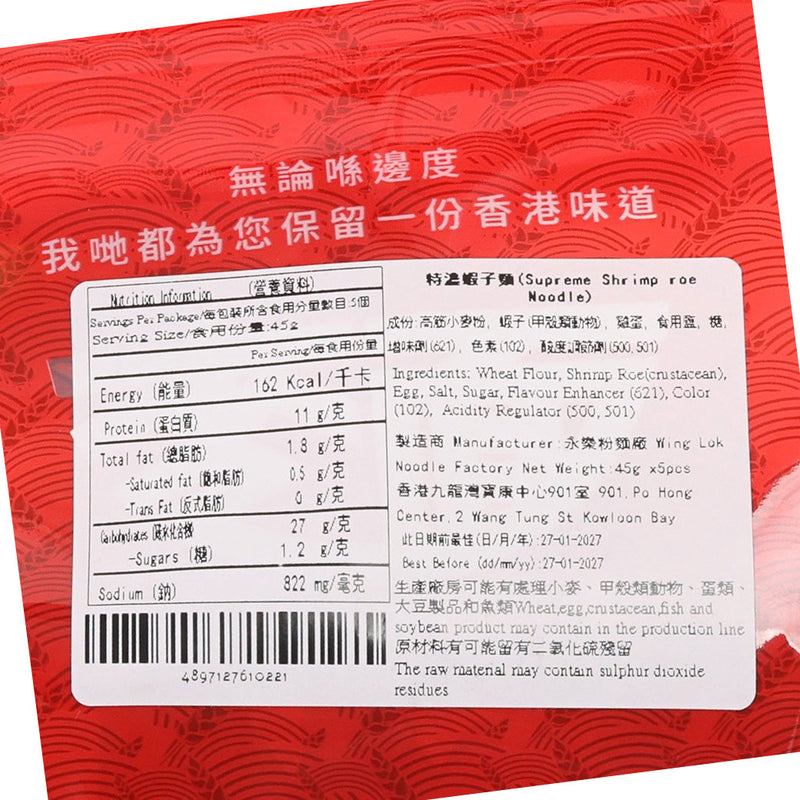 無論喺邊度
我哋都為您保留一份香港味道
Nutrition Information (營養資料)
Servings Per Package/每包裝所含食用分量數目:5個
Serving Size/食用份量:45g
Per Serving/每食用份量
Energy (能量) 162 Kcal/千卡
Protein (蛋白質) 11 g/克
Total fat (總脂肪) 1.8 g/克
-Saturated fat (飽和脂肪) 0.5 g/克
-Trans Fat (反式脂肪) 0 g/克
Carbohydrates (碳水化合物) 27 g/克
-Sugars (糖) 1.2 g/克
Sodium (鈉) 822 mg/毫克
4897127610221
特濃蝦子麵(Supreme Shrimp roe
Noodle)
成份:高筋小麥粉, 蝦子(甲殼類動物), 雞蛋, 食用鹽, 糖,
增味劑(621), 色素(102), 酸度調節劑(500,501)
Ingredients: Wheat Flour, Shrimp Roe(crustacean),
Egg, Salt, Sugar, Flavour Enhancer (621), Color
(102), Acidity Regulator (500, 501)
製造商 Manufacturer:永樂粉麵廠 Wing Lok
Noodle Factory Net Weight:45g x5pcs
香港九龍灣寶康中心901室 901, Po Hong
Center,2 Wang Tung St Kowloon Bay
此日期前最佳(日/月/年):27-01-2027
Best Before (dd/mm/yy):27-01-2027
生產廠房可能有處理小麥、甲殼類動物、蛋類、
大豆製品和魚類Wheat,egg,crustacean,fish and
soybean product may contain in the production line
原材料有可能留有二氧化硫殘留
The raw material may contain sulphur dioxide
residues